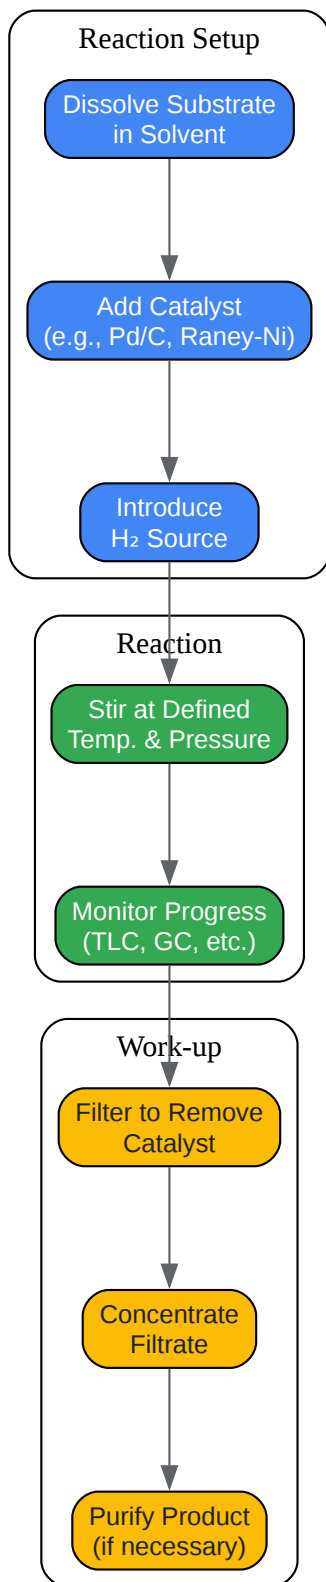 Reaction Setup
Dissolve Substrate
in Solvent
Add Catalyst
(e.g., Pd/C, Raney-Ni)
Introduce
H₂ Source
Reaction
Stir at Defined
Temp. & Pressure
Monitor Progress
(TLC, GC, etc.)
Work-up
Filter to Remove
Catalyst
Concentrate
Filtrate
Purify Product
(if necessary)